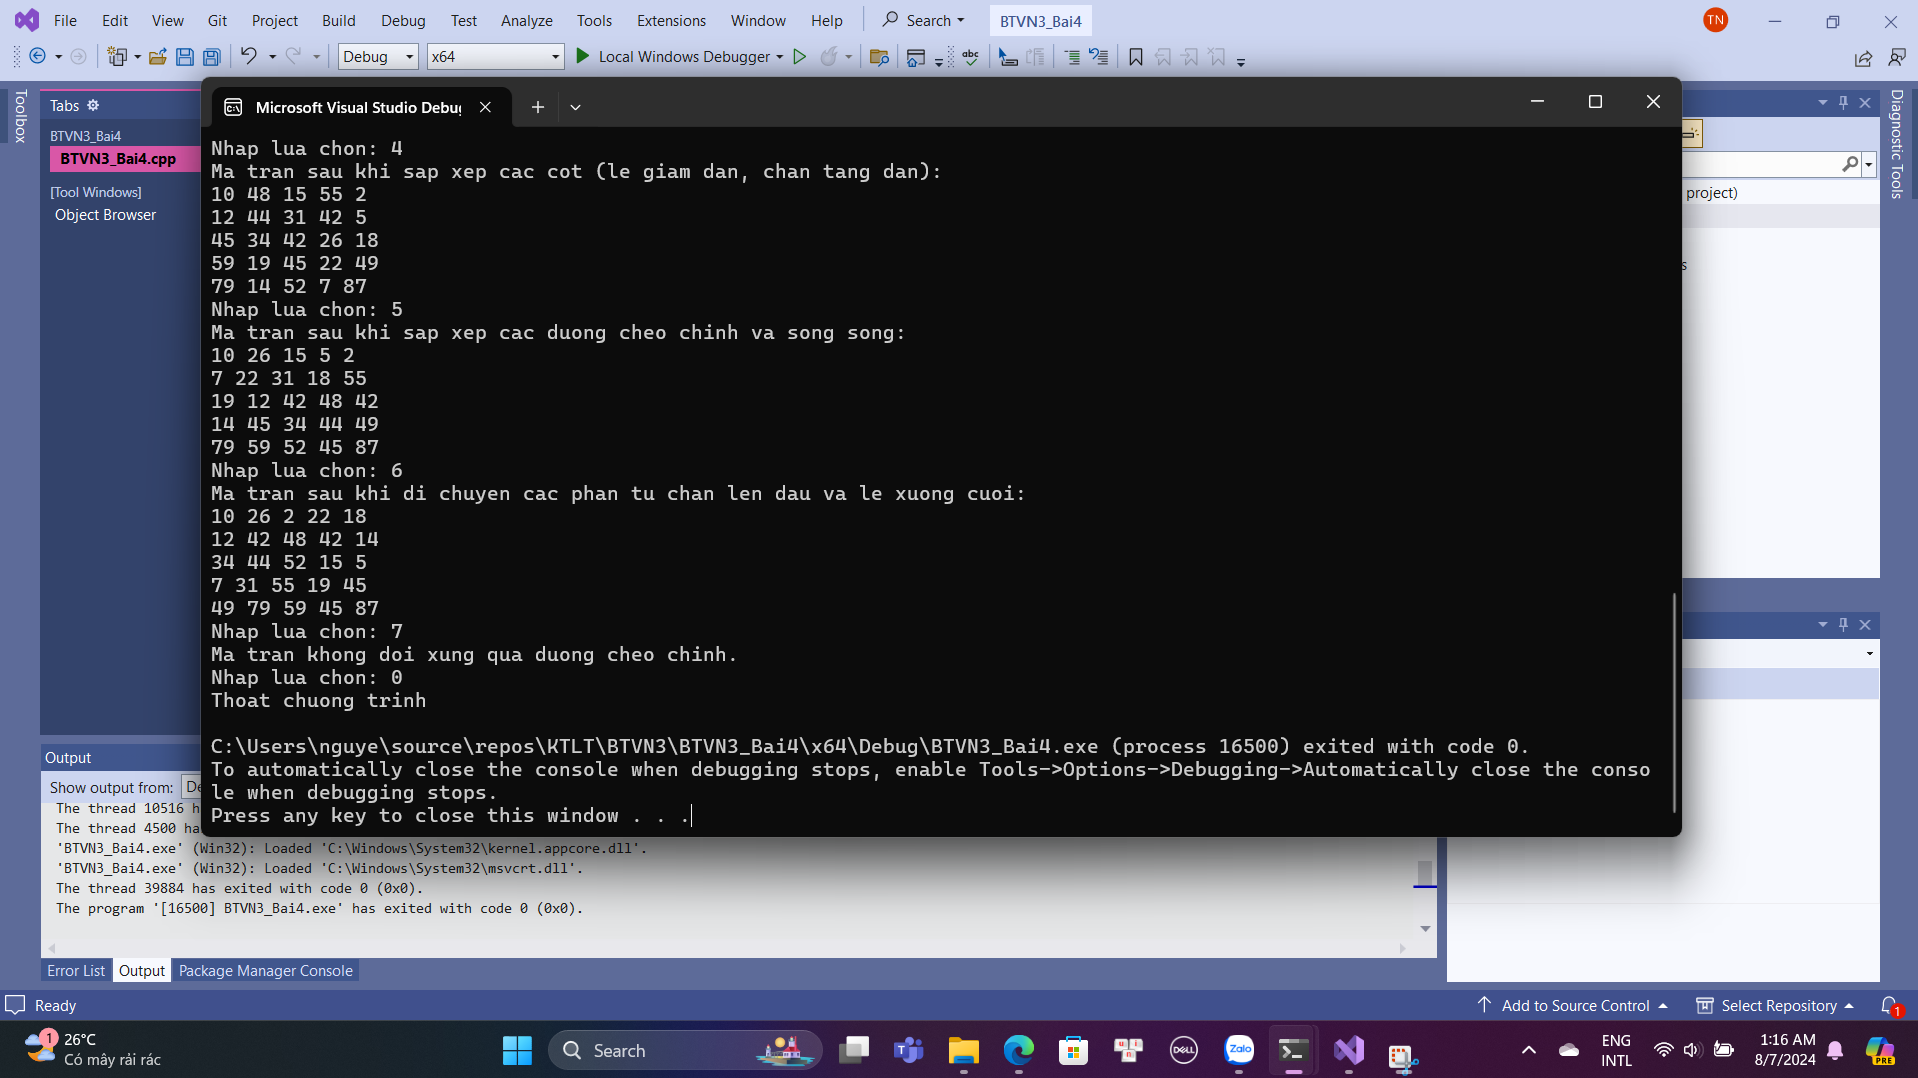 File Edit View Git Project Build Debug Test Analyze Tools Extensions Window Help Search BTVN3_Bai4 TN
Debug x64 Local Windows Debugger
Toolbox
Tabs
BTVN3_Bai4
BTVN3_Bai4.cpp
[Tool Windows]
Object Browser
Microsoft Visual Studio Debug
Nhap lua chon: 4
Ma tran sau khi sap xep cac cot (le giam dan, chan tang dan):
10 48 15 55 2
12 44 31 42 5
45 34 42 26 18
59 19 45 22 49
79 14 52 7 87
Nhap lua chon: 5
Ma tran sau khi sap xep cac duong cheo chinh va song song:
10 26 15 5 2
7 22 31 18 55
19 12 42 48 42
14 45 34 44 49
79 59 52 45 87
Nhap lua chon: 6
Ma tran sau khi di chuyen cac phan tu chan len dau va le xuong cuoi:
10 26 2 22 18
12 42 48 42 14
34 44 52 15 5
7 31 55 19 45
49 79 59 45 87
Nhap lua chon: 7
Ma tran khong doi xung qua duong cheo chinh.
Nhap lua chon: 0
Thoat chuong trinh
C:\Users\nguye\source\repos\KTLT\BTVN3\BTVN3_Bai4\x64\Debug\BTVN3_Bai4.exe (process 16500) exited with code 0.
To automatically close the console when debugging stops, enable Tools->Options->Debugging->Automatically close the conso
le when debugging stops.
Press any key to close this window . . .
project)
s
Diagnostic Tools
Output
Show output from: De
The thread 10516 h
The thread 4500 ha
'BTVN3_Bai4.exe' (Win32): Loaded 'C:\Windows\System32\kernel.appcore.dll'.
'BTVN3_Bai4.exe' (Win32): Loaded 'C:\Windows\System32\msvcrt.dll'.
The thread 39884 has exited with code 0 (0x0).
The program '[16500] BTVN3_Bai4.exe' has exited with code 0 (0x0).
Error List Output Package Manager Console
Ready Add to Source Control Select Repository 1
1 26°C
Có mây rải rác
Search
DELL
Zalo
ENG
INTL
1:16 AM
8/7/2024
PRE